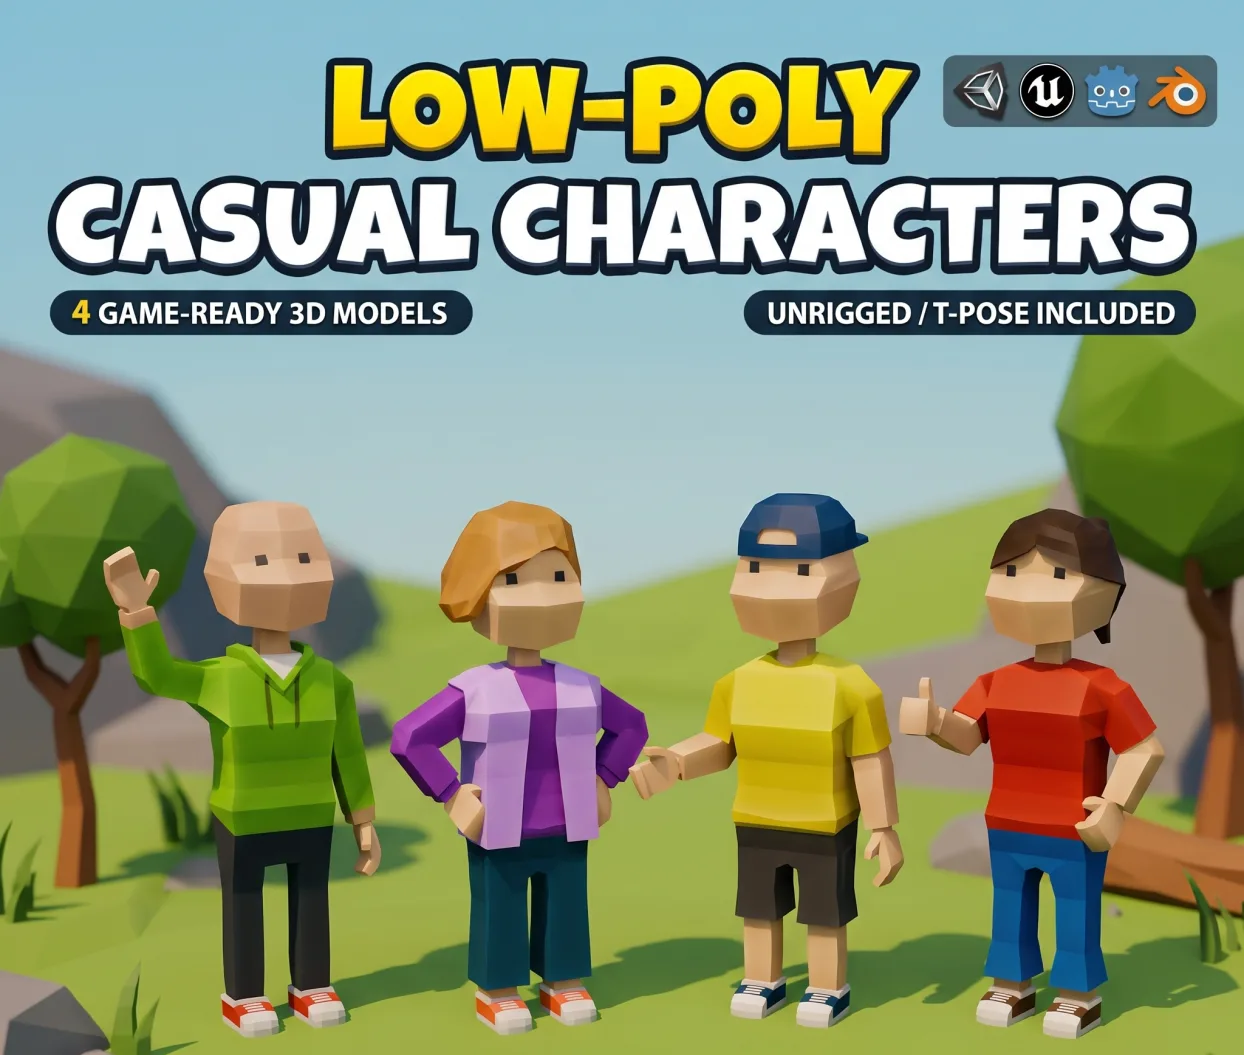 LOW-POLY
CASUAL CHARACTERS
4 GAME-READY 3D MODELS
UNRIGGED / T-POSE INCLUDED